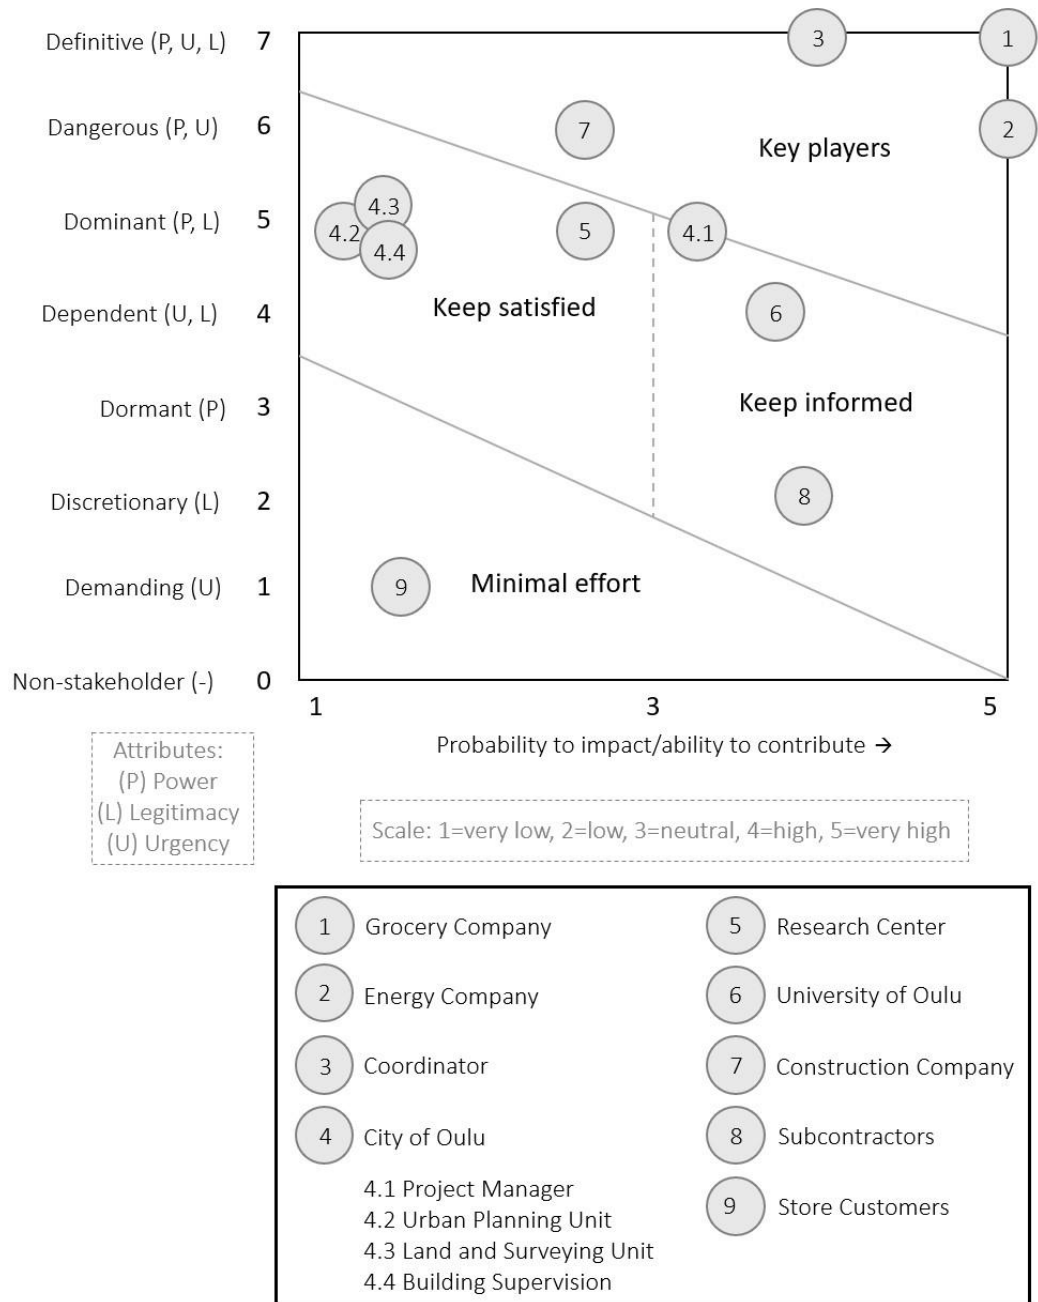 Definitive (P, U, L) 7
3
1
Dangerous (P, U) 6
7
2
Key players
Dominant (P, L) 5
4.3
4.2
4.4
5
4.1
Keep satisfied
Dependent (U, L) 4
6
Dormant (P) 3
Keep informed
Discretionary (L) 2
8
Demanding (U) 1
9
Minimal effort
Non-stakeholder (-) 0
1 3 5
Probability to impact/ability to contribute →
Attributes:
(P) Power
(L) Legitimacy
(U) Urgency
Scale: 1=very low, 2=low, 3=neutral, 4=high, 5=very high
1 Grocery Company
2 Energy Company
3 Coordinator
4 City of Oulu
4.1 Project Manager
4.2 Urban Planning Unit
4.3 Land and Surveying Unit
4.4 Building Supervision
5 Research Center
6 University of Oulu
7 Construction Company
8 Subcontractors
9 Store Customers